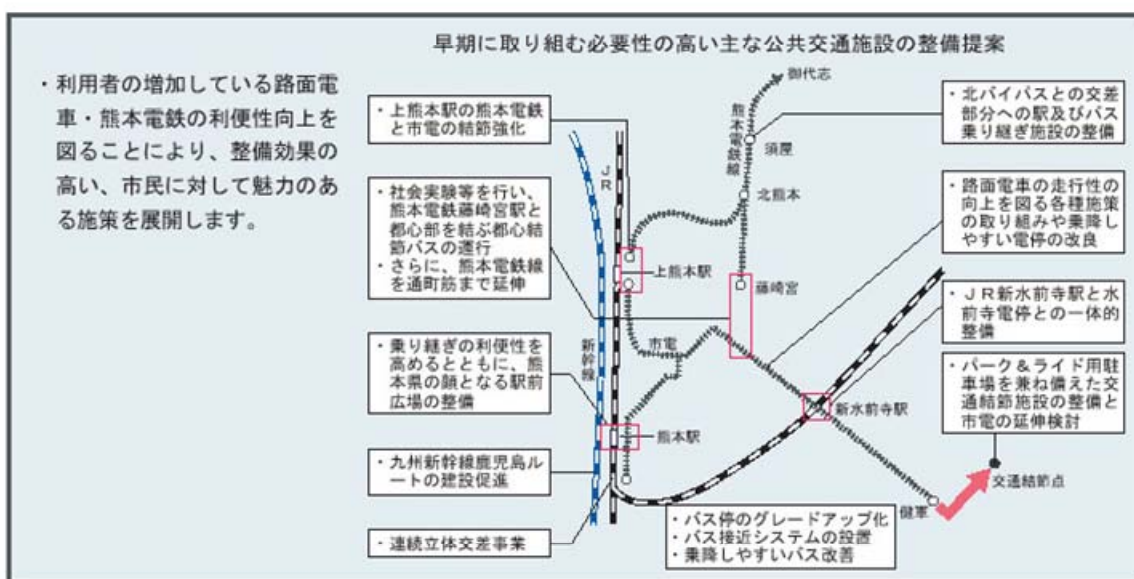 早期に取り組む必要性の高い主な公共交通施設の整備提案
・利用者の増加している路面電
車・熊本電鉄の利便性向上を
図ることにより、整備効果の
高い、市民に対して魅力のあ
る施策を展開します。
・上熊本駅の熊本電鉄
と市電の結節強化
・社会実験等を行い、
熊本電鉄藤崎宮駅と
都心部を結ぶ都心結
節バスの運行
・さらに、熊本電鉄線
を通町筋まで延伸
・乗り継ぎの利便性を
高めるとともに、熊
本県の顔となる駅前
広場の整備
・九州新幹線鹿児島ル
ートの建設促進
・連続立体交差事業
御代志
熊本電鉄線
須屋
北熊本
JR
上熊本駅
藤崎宮
市電
新幹線
熊本駅
新水前寺駅
交通結節点
健軍
・バス停のグレードアップ化
・バス接近システムの設置
・乗降しやすいバス改善
・北バイパスとの交差
部分への駅及びバス
乗り継ぎ施設の整備
・路面電車の走行性の
向上を図る各種施策
の取り組みや乗降し
やすい電停の改良
・JR新水前寺駅と水
前寺電停との一体的
整備
・パーク&ライド用駐
車場を兼ね備えた交
通結節施設の整備と
市電の延伸検討